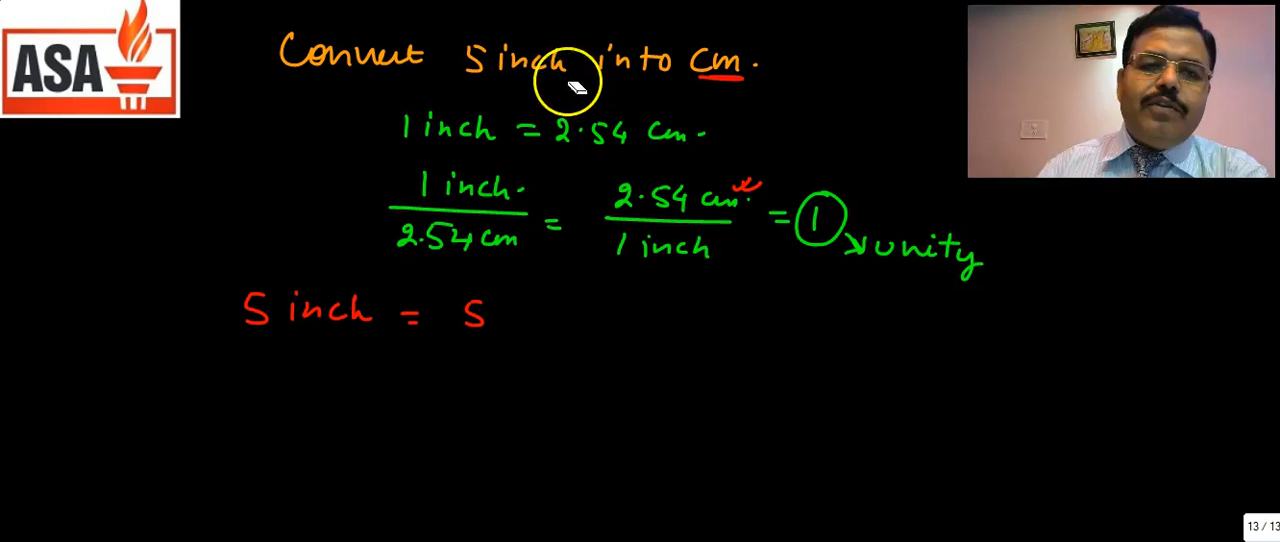 ASA
Convert 5 inch into cm.
1 inch = 2.54 cm.
1 inch. / 2.54 cm = 2.54 cm. / 1 inch = 1 ↘ unity
5 inch = 5
13 / 13